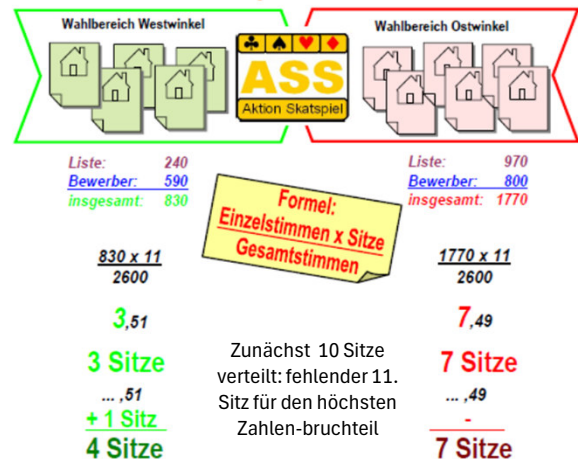 Wahlbereich Westwinkel
ASS
Aktion Skatspiel
Wahlbereich Ostwinkel
Liste: 240
Bewerber: 590
insgesamt: 830
Liste: 970
Bewerber: 800
insgesamt: 1770
Formel:
Einzelstimmen x Sitze
Gesamtstimmen
830 x 11
2600
1770 x 11
2600
3,51
7,49
3 Sitze
Zunächst 10 Sitze
verteilt: fehlender 11.
Sitz für den höchsten
Zahlen-bruchteil
7 Sitze
... ,51
... ,49
+ 1 Sitz
-
4 Sitze
7 Sitze